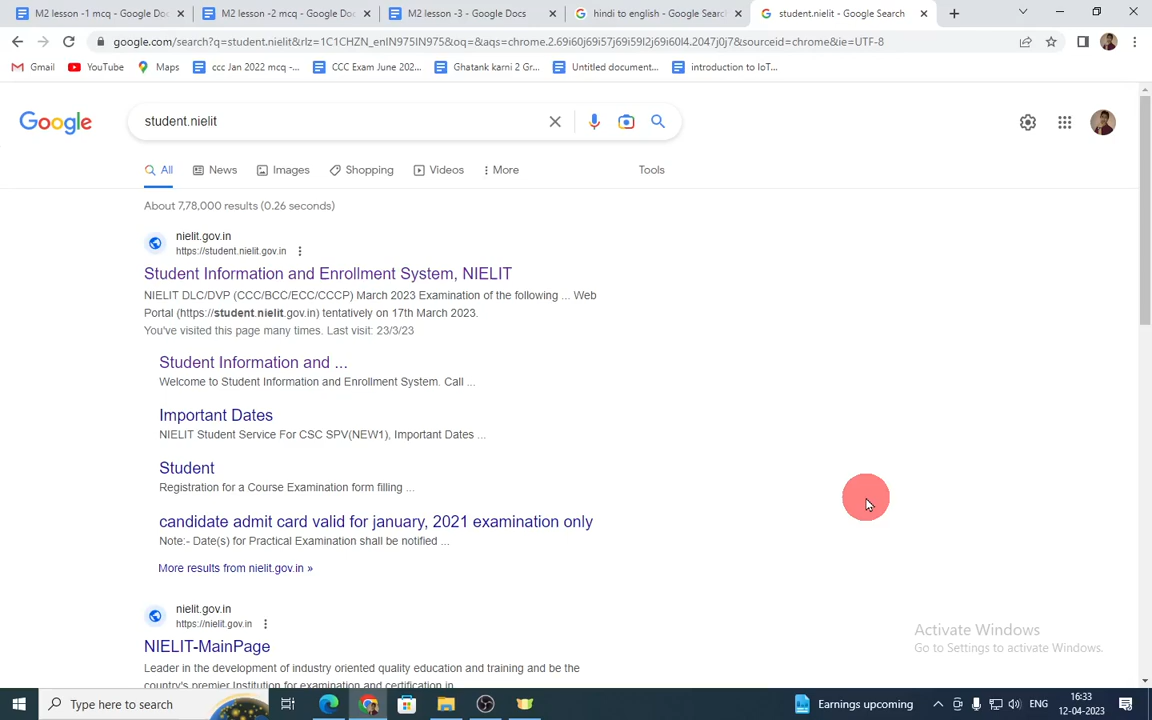 M2 lesson -1 mcq - Google Doc
M2 lesson -2 mcq - Google Doc
M2 lesson -3 - Google Docs
hindi to english - Google Search
student.nielit - Google Search
google.com/search?q=student.nielit&rlz=1C1CHZN_enIN975IN975&oq=&aqs=chrome.2.69i60j69i57j69i59l2j69i60l4.2047j0j7&sourceid=chrome&ie=UTF-8
Gmail
YouTube
Maps
ccc Jan 2022 mcq -...
CCC Exam June 202...
Ghatank karni 2 Gr...
Untitled document...
introduction to IoT...
Google
student.nielit
All
News
Images
Shopping
Videos
More
Tools
About 7,78,000 results (0.26 seconds)
nielit.gov.in
https://student.nielit.gov.in
Student Information and Enrollment System, NIELIT
NIELIT DLC/DVP (CCC/BCC/ECC/CCCP) March 2023 Examination of the following ... Web
Portal (https://student.nielit.gov.in) tentatively on 17th March 2023.
You've visited this page many times. Last visit: 23/3/23
Student Information and ...
Welcome to Student Information and Enrollment System. Call ...
Important Dates
NIELIT Student Service For CSC SPV(NEW1), Important Dates ...
Student
Registration for a Course Examination form filling ...
candidate admit card valid for january, 2021 examination only
Note:- Date(s) for Practical Examination shall be notified ...
More results from nielit.gov.in »
nielit.gov.in
https://nielit.gov.in
NIELIT-MainPage
Leader in the development of industry oriented quality education and training and be the
country's premier Institution for examination and certification in
Activate Windows
Go to Settings to activate Windows.
Type here to search
Earnings upcoming
ENG
16:33
12-04-2023